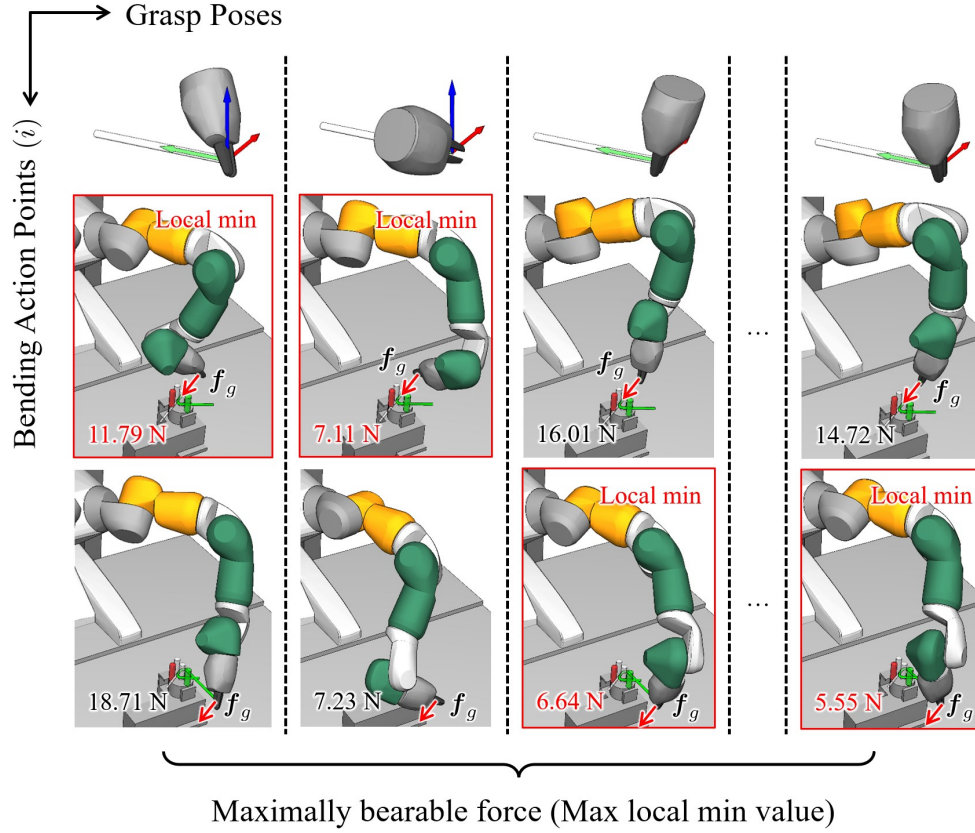 Grasp Poses
Bending Action Points (i)
Local min
f_g
11.79 N
Local min
f_g
7.11 N
f_g
16.01 N
...
f_g
14.72 N
18.71 N
f_g
7.23 N
f_g
Local min
6.64 N
f_g
...
Local min
5.55 N
f_g
Maximally bearable force (Max local min value)